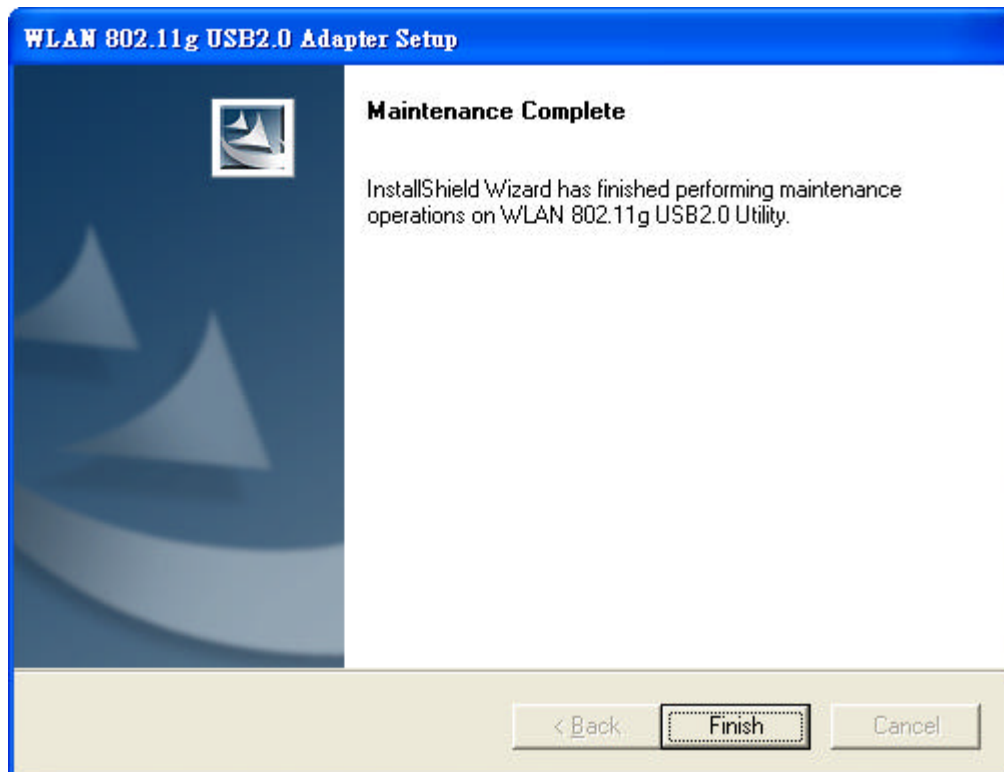 WLAN 802.11g USB2.0 Adapter Setup
Maintenance Complete
InstallShield Wizard has finished performing maintenance
operations on WLAN 802.11g USB2.0 Utility.
< Back
Finish
Cancel